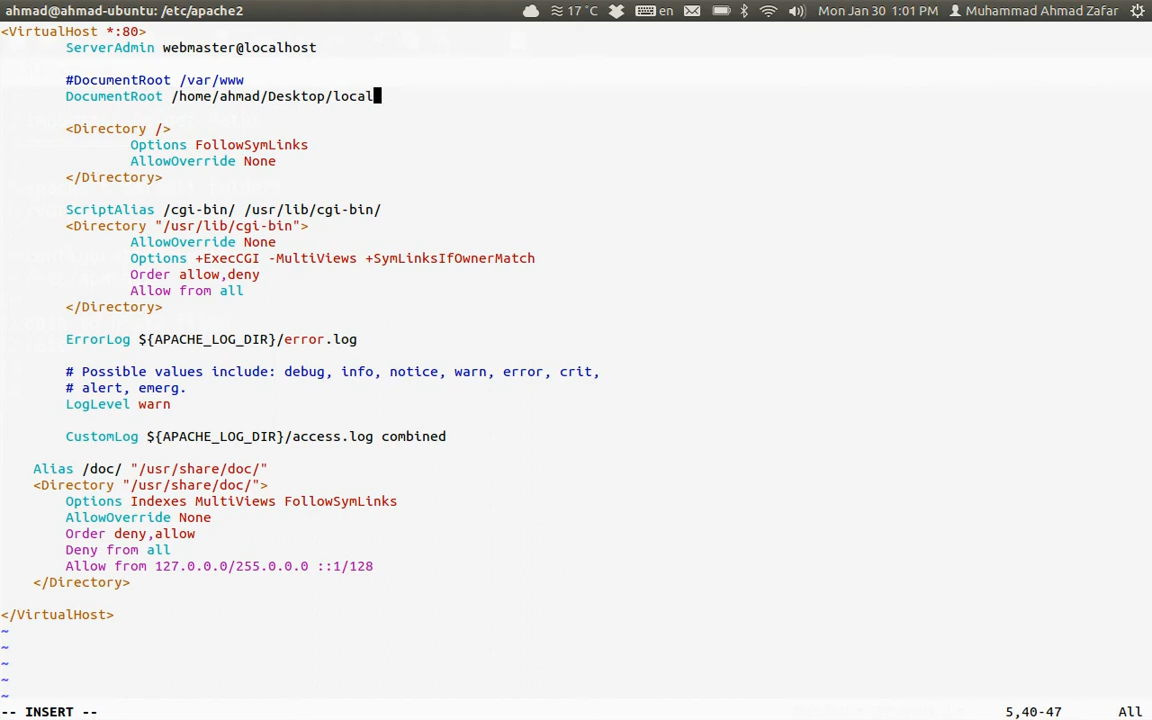 ahmad@ahmad-ubuntu: /etc/apache2 17 °C en Mon Jan 30 1:01 PM Muhammad Ahmad Zafar
<VirtualHost *:80>
ServerAdmin webmaster@localhost
#DocumentRoot /var/www
DocumentRoot /home/ahmad/Desktop/local
<Directory />
Options FollowSymLinks
AllowOverride None
</Directory>
ScriptAlias /cgi-bin/ /usr/lib/cgi-bin/
<Directory "/usr/lib/cgi-bin">
AllowOverride None
Options +ExecCGI -MultiViews +SymLinksIfOwnerMatch
Order allow,deny
Allow from all
</Directory>
ErrorLog ${APACHE_LOG_DIR}/error.log
# Possible values include: debug, info, notice, warn, error, crit,
# alert, emerg.
LogLevel warn
CustomLog ${APACHE_LOG_DIR}/access.log combined
Alias /doc/ "/usr/share/doc/"
<Directory "/usr/share/doc/">
Options Indexes MultiViews FollowSymLinks
AllowOverride None
Order deny,allow
Deny from all
Allow from 127.0.0.0/255.0.0.0 ::1/128
</Directory>
</VirtualHost>
~
~
~
~
~
-- INSERT -- 5,40-47 All